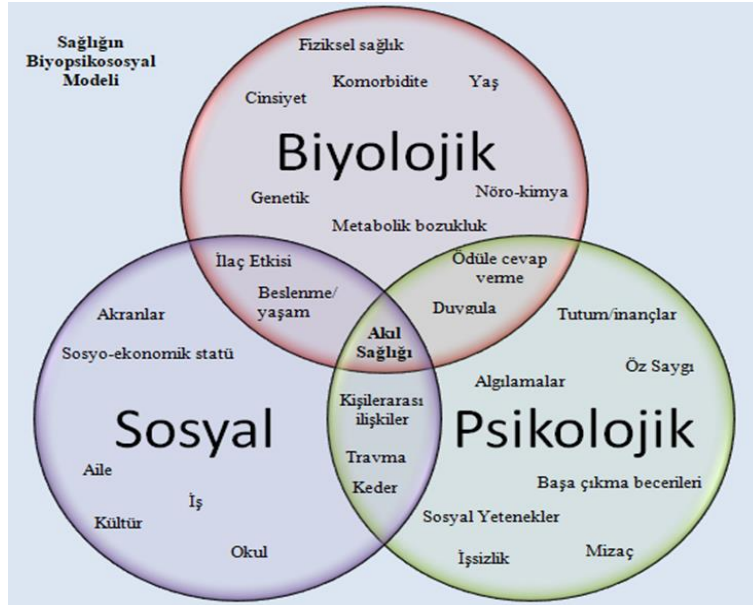 Sağlığın
Biyopsikososyal
Modeli
Fiziksel sağlık
Komorbidite
Yaş
Cinsiyet
Biyolojik
Genetik
Nöro-kimya
Metabolik bozukluk
İlaç Etkisi
Beslenme/
yaşam
Ödüle cevap
verme
Duygula
Akıl
Sağlığı
Akranlar
Sosyo-ekonomik statü
Sosyal
Aile
İş
Kültür
Okul
Kişilerarası
ilişkiler
Travma
Keder
Tutum/inançlar
Öz Saygı
Algılamalar
Psikolojik
Başa çıkma becerileri
Sosyal Yetenekler
İşsizlik
Mizaç